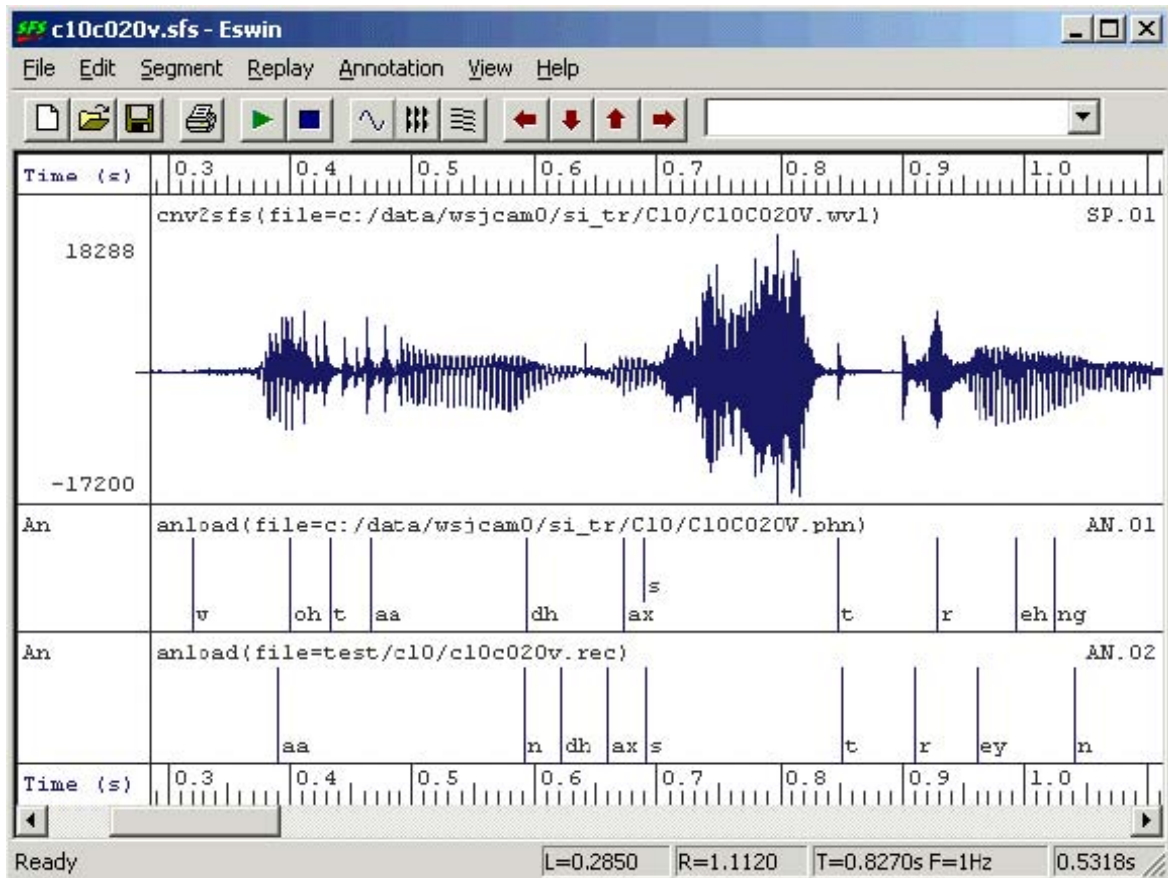 SFS c10c020v.sfs - Eswin
File Edit Segment Replay Annotation View Help
Time (s) 0.3 0.4 0.5 0.6 0.7 0.8 0.9 1.0
cnv2sfs(file=c:/data/wsjcam0/si_tr/C10/C10C020V.wv1) SP.01
18288
-17200
An anload(file=c:/data/wsjcam0/si_tr/C10/C10C020V.phn) AN.01
s
w oh t aa dh ax t r eh ng
An anload(file=test/c10/c10c020v.rec) AN.02
aa n dh ax s t r ey n
Time (s) 0.3 0.4 0.5 0.6 0.7 0.8 0.9 1.0
Ready L=0.2850 R=1.1120 T=0.8270s F=1Hz 0.5318s